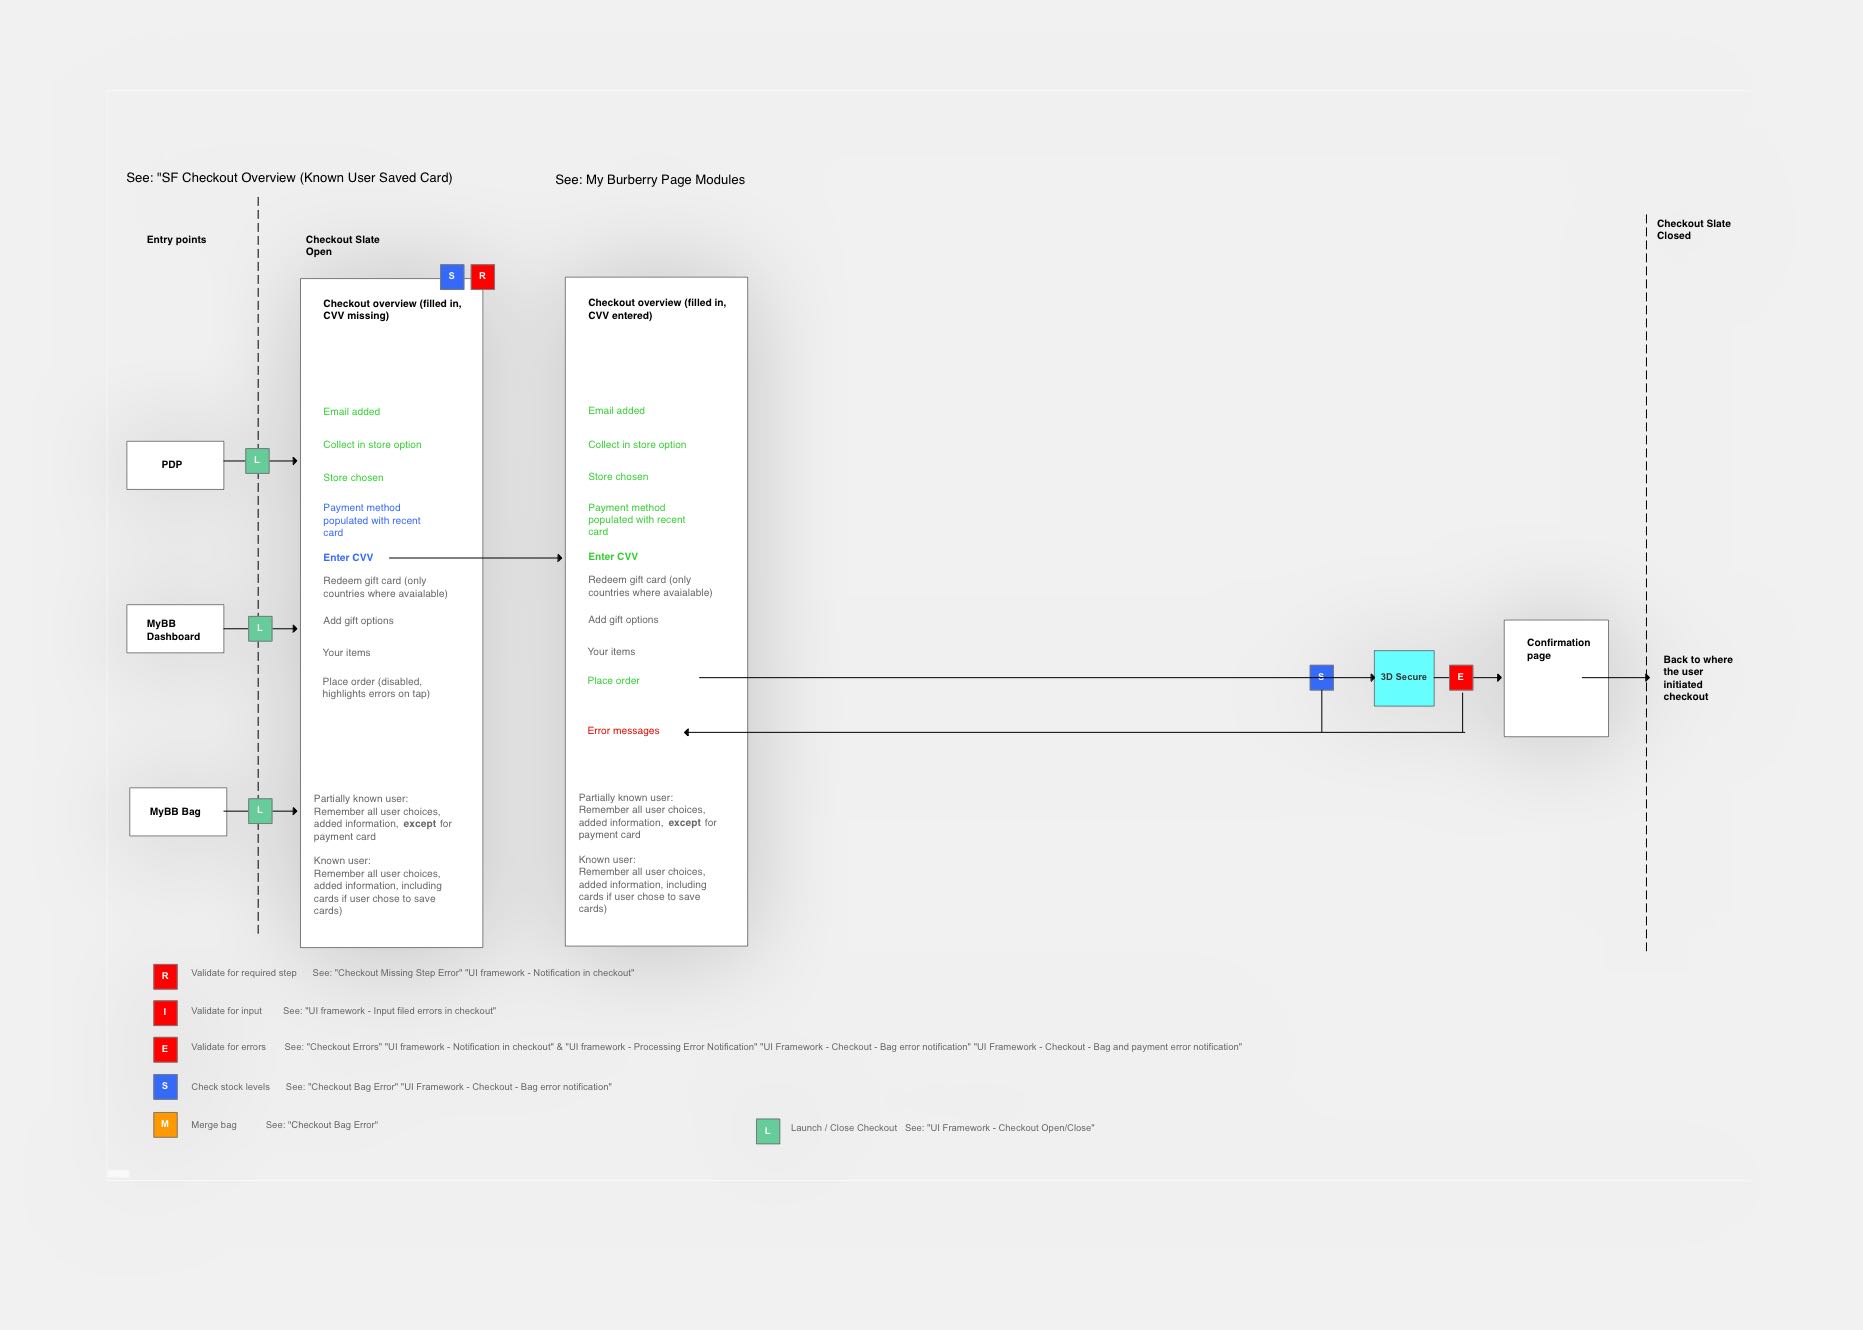 See: "SF Checkout Overview (Known User Saved Card)
See: My Burberry Page Modules
Entry points
Checkout Slate
Open
Checkout Slate
Closed
S
R
Checkout overview (filled in,
CVV missing)
Email added
Collect in store option
Store chosen
Payment method
populated with recent
card
Enter CVV
Redeem gift card (only
countries where avaialable)
Add gift options
Your items
Place order (disabled,
highlights errors on tap)
Partially known user:
Remember all user choices,
added information, except for
payment card
Known user:
Remember all user choices,
added information, including
cards if user chose to save
cards)
Checkout overview (filled in,
CVV entered)
Email added
Collect in store option
Store chosen
Payment method
populated with recent
card
Enter CVV
Redeem gift card (only
countries where avaialable)
Add gift options
Your items
Place order
Error messages
Partially known user:
Remember all user choices,
added information, except for
payment card
Known user:
Remember all user choices,
added information, including
cards if user chose to save
cards)
PDP
L
MyBB
Dashboard
L
MyBB Bag
L
S
3D Secure
E
Confirmation
page
Back to where
the user
initiated
checkout
R Validate for required step See: "Checkout Missing Step Error" "UI framework - Notification in checkout"
I Validate for input See: "UI framework - Input filed errors in checkout"
E Validate for errors See: "Checkout Errors" "UI framework - Notification in checkout" & "UI framework - Processing Error Notification" "UI Framework - Checkout - Bag error notification" "UI Framework - Checkout - Bag and payment error notification"
S Check stock levels See: "Checkout Bag Error" "UI Framework - Checkout - Bag error notification"
M Merge bag See: "Checkout Bag Error"
L Launch / Close Checkout See: "UI Framework - Checkout Open/Close"